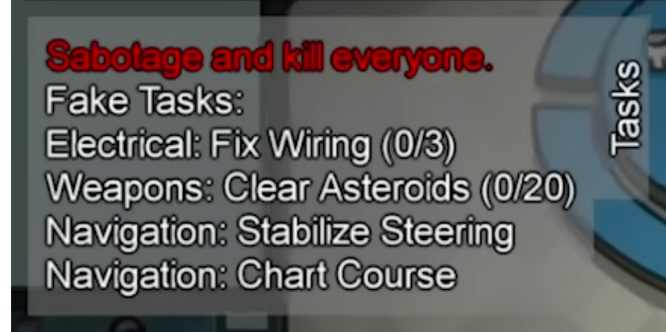 Sabotage and kill everyone.
Fake Tasks:
Electrical: Fix Wiring (0/3)
Weapons: Clear Asteroids (0/20)
Navigation: Stabilize Steering
Navigation: Chart Course
Tasks